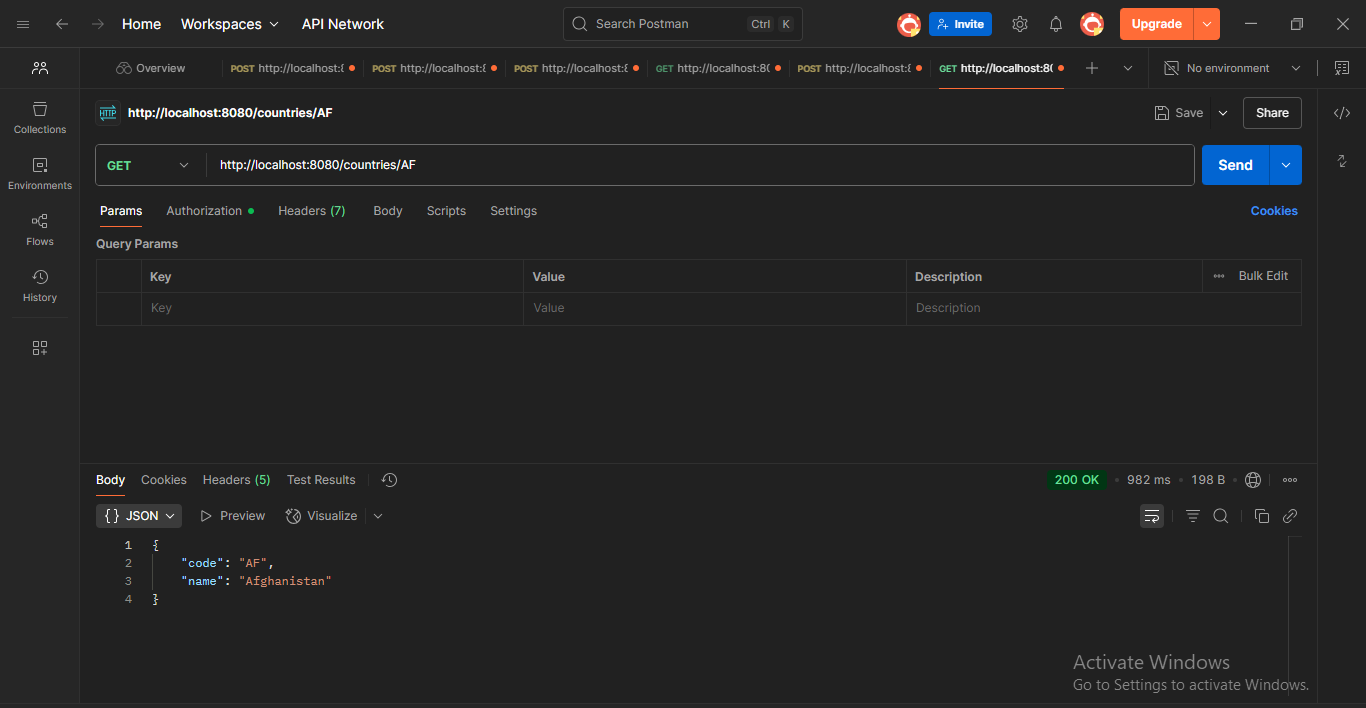 Home Workspaces API Network Search Postman Ctrl K Invite Upgrade
Overview POST http://localhost:8 POST http://localhost:8 POST http://localhost:8 GET http://localhost:80 POST http://localhost:8 GET http://localhost:80 No environment
HTTP http://localhost:8080/countries/AF Save Share
Collections
GET http://localhost:8080/countries/AF Send
Environments
Params Authorization Headers (7) Body Scripts Settings Cookies
Flows
Query Params
Key Value Description Bulk Edit
History
Key Value Description
Body Cookies Headers (5) Test Results 200 OK 982 ms 198 B
{} JSON Preview Visualize
1 {
2 "code": "AF",
3 "name": "Afghanistan"
4 }
Activate Windows
Go to Settings to activate Windows.